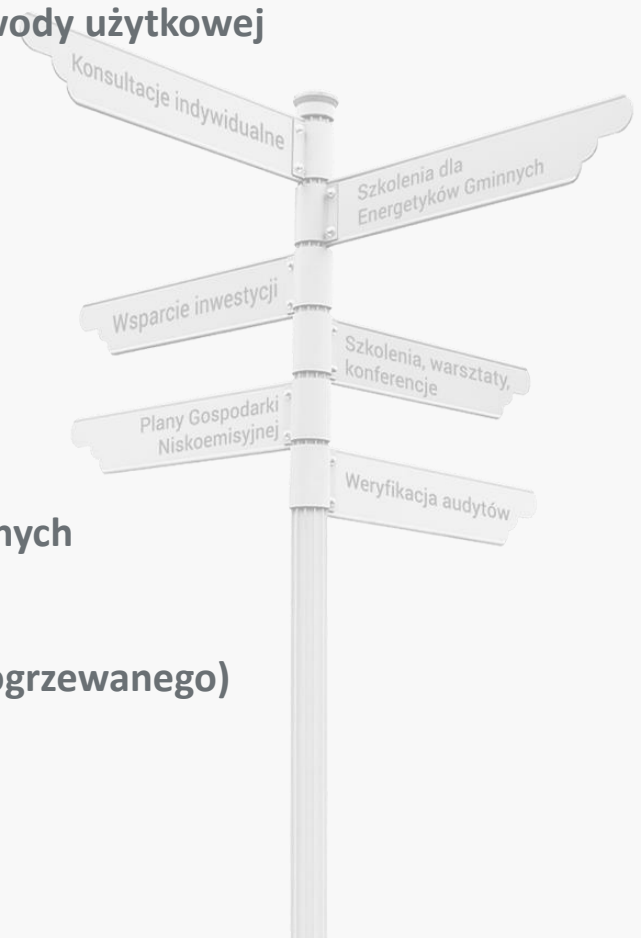 wody użytkowej
Konsultacje indywidualne
Szkolenia dla
Energetyków Gminnych
Wsparcie inwestycji
Szkolenia, warsztaty,
konferencje
Plany Gospodarki
Niskoemisyjnej
Weryfikacja audytów
nych
ogrzewanego)